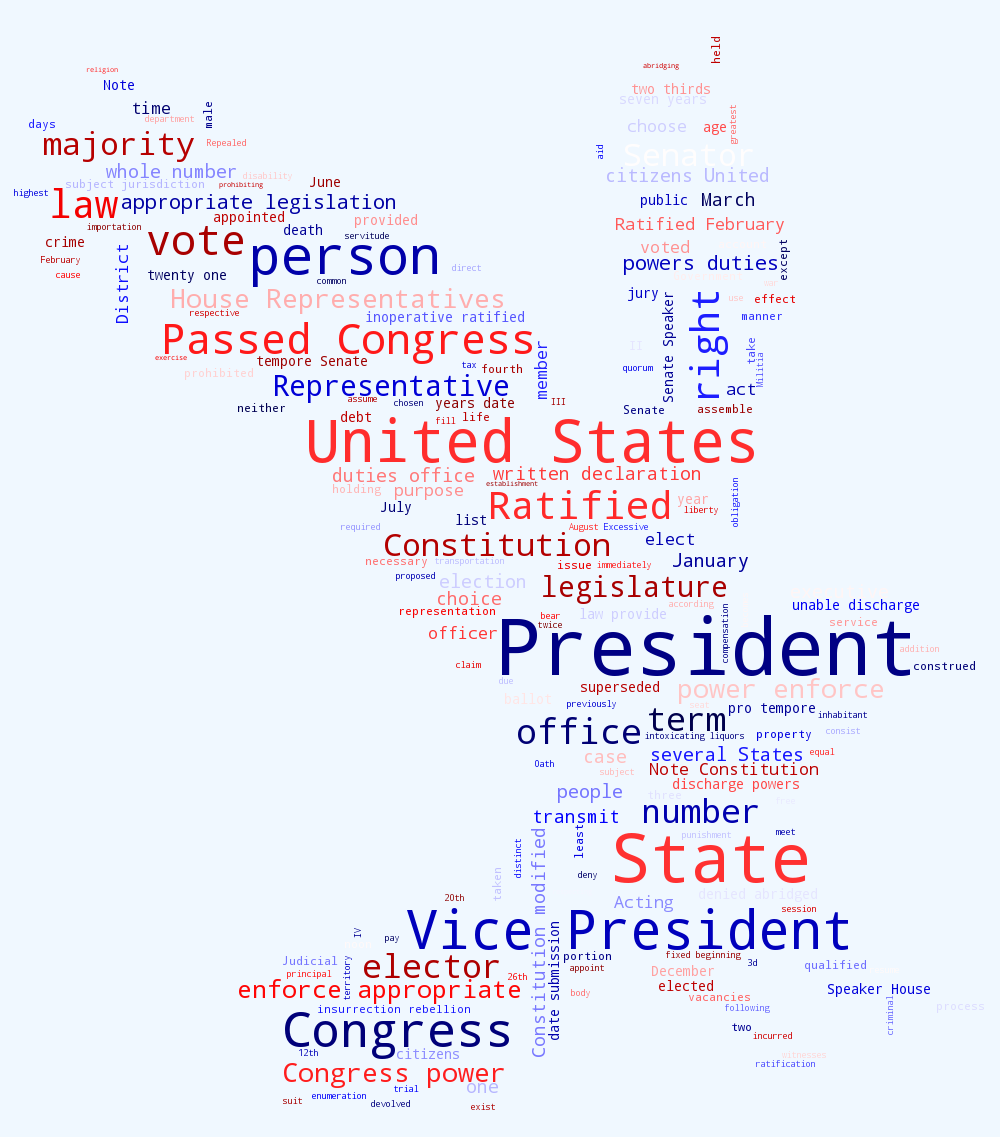 held
abridging
religion
Note
two thirds
seven years
time
male
department
days
choose
age
greatest
majority
Repealed
aid
Senator
whole number
disability
citizens United
subject jurisdiction
prohibiting
June
highest
law
appropriate legislation
public
March
importation
appointed
provided
Ratified February
death
servitude
crime
vote
person
voted
except
February
District
cause
twenty one
common
direct
powers duties
House Representatives
jury
right
use
effect
respective
inoperative ratified
manner
Senate Speaker
Passed Congress
II
take
exercise
tempore Senate
member
tax
fourth
quorum
Militia
prohibited
Representative
act
neither
assume
chosen
years date
III
Senate
assemble
debt
fill
life
United States
duties office
written declaration
holding
purpose
establishment
obligation
Ratified
year
liberty
July
list
required
August
Excessive
Constitution
elect
necessary
transportation
issue
immediately
January
proposed
election
legislature
choice
representation
bear
law provide
according
unable discharge
twice
compensation
service
officer
President
addition
claim
construed
due
superseded
power enforce
ballot
previously
seat
pro tempore
inhabitant
office
term
intoxicating liquors
property
consist
case
several States
equal
Oath
subject
Note Constitution
discharge powers
people
three
number
transmit
Constitution modified
least
punishment
meet
distinct
State
deny
taken
denied abridged
20th
Acting
session
Vice President
IV
pay
date submission
portion
fixed
beginning
Judicial
elector
appoint
3d
qualified
principal
territory
26th
December
enforce appropriate
body
elected
Speaker House
vacancies
insurrection rebellion
following
criminal
process
Congress
two
incurred
12th
citizens
witnesses
ratification
Congress power
trial
one
suit
enumeration
devolved
exist